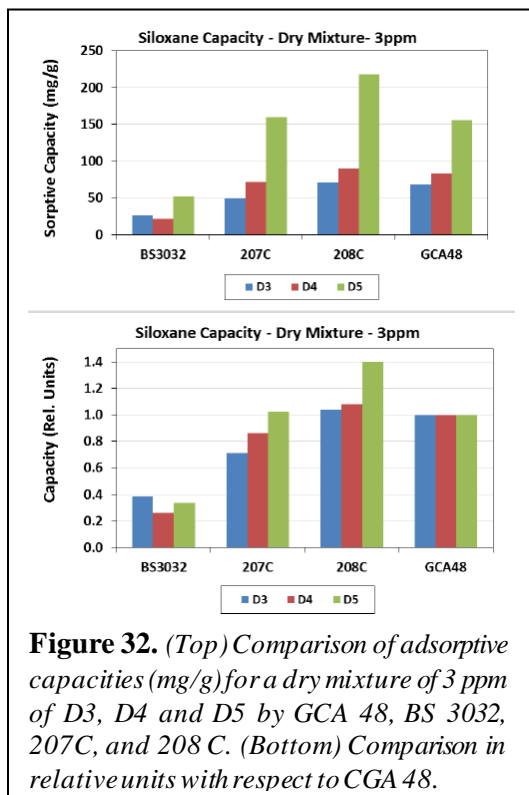 Siloxane Capacity - Dry Mixture- 3ppm
Sorptive Capacity (mg/g)
250
200
150
100
50
0
BS3032 207C 208C GCA48
D3 D4 D5
Siloxane Capacity - Dry Mixture - 3ppm
Capacity (Rel. Units)
1.4
1.2
1.0
0.8
0.6
0.4
0.2
0.0
BS3032 207C 208C GCA48
D3 D4 D5
Figure 32. (Top) Comparison of adsorptive
capacities (mg/g) for a dry mixture of 3 ppm
of D3, D4 and D5 by GCA 48, BS 3032,
207C, and 208 C. (Bottom) Comparison in
relative units with respect to CGA 48.